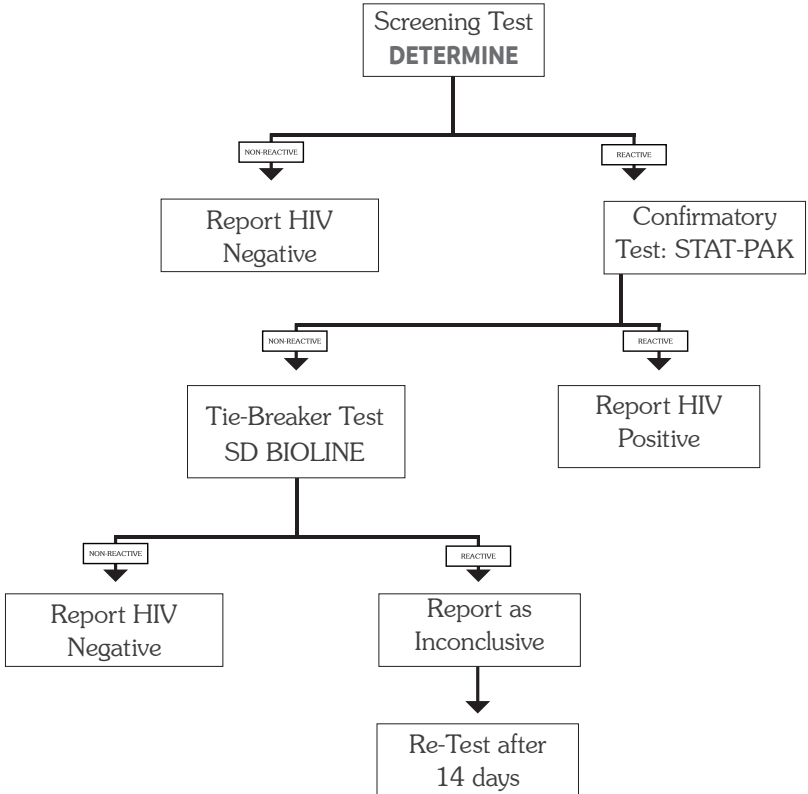 Screening Test
DETERMINE
NON-REACTIVE
REACTIVE
Report HIV
Negative
Confirmatory
Test: STAT-PAK
NON-REACTIVE
REACTIVE
Tie-Breaker Test
SD BIOLINE
Report HIV
Positive
NON-REACTIVE
REACTIVE
Report HIV
Negative
Report as
Inconclusive
Re-Test after
14 days